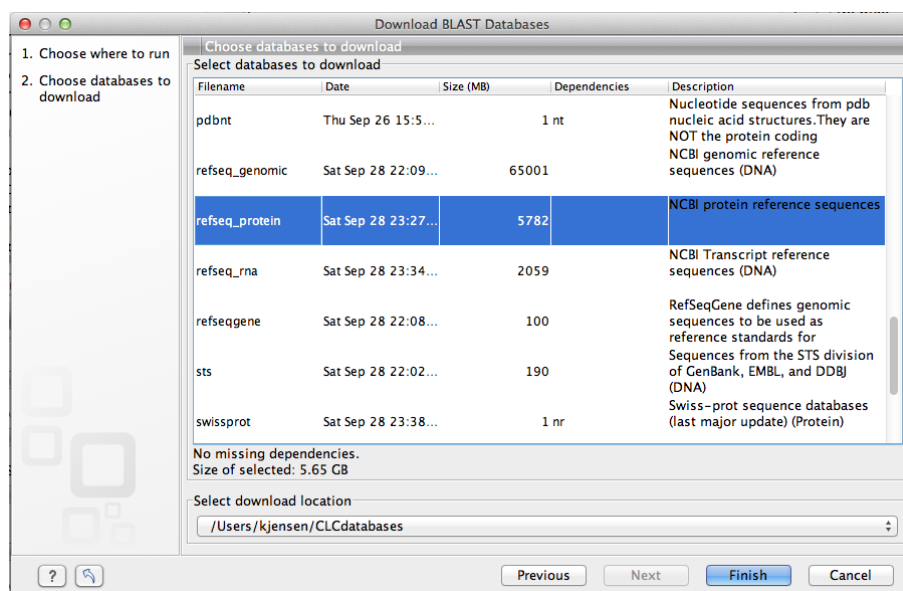 Download BLAST Databases
1. Choose where to run
2. Choose databases to
download
Choose databases to download
Select databases to download
Filename Date Size (MB) Dependencies Description
pdbnt Thu Sep 26 15:5... 1 nt Nucleotide sequences from pdb
nucleic acid structures.They are
NOT the protein coding
refseq_genomic Sat Sep 28 22:09... 65001 NCBI genomic reference
sequences (DNA)
refseq_protein Sat Sep 28 23:27... 5782 NCBI protein reference sequences
refseq_rna Sat Sep 28 23:34... 2059 NCBI Transcript reference
sequences (DNA)
refseqgene Sat Sep 28 22:08... 100 RefSeqGene defines genomic
sequences to be used as
reference standards for
sts Sat Sep 28 22:02... 190 Sequences from the STS division
of GenBank, EMBL, and DDBJ
(DNA)
swissprot Sat Sep 28 23:38... 1 nr Swiss-prot sequence databases
(last major update) (Protein)
No missing dependencies.
Size of selected: 5.65 GB
Select download location
/Users/kjensen/CLCdatabases
? Previous Next Finish Cancel